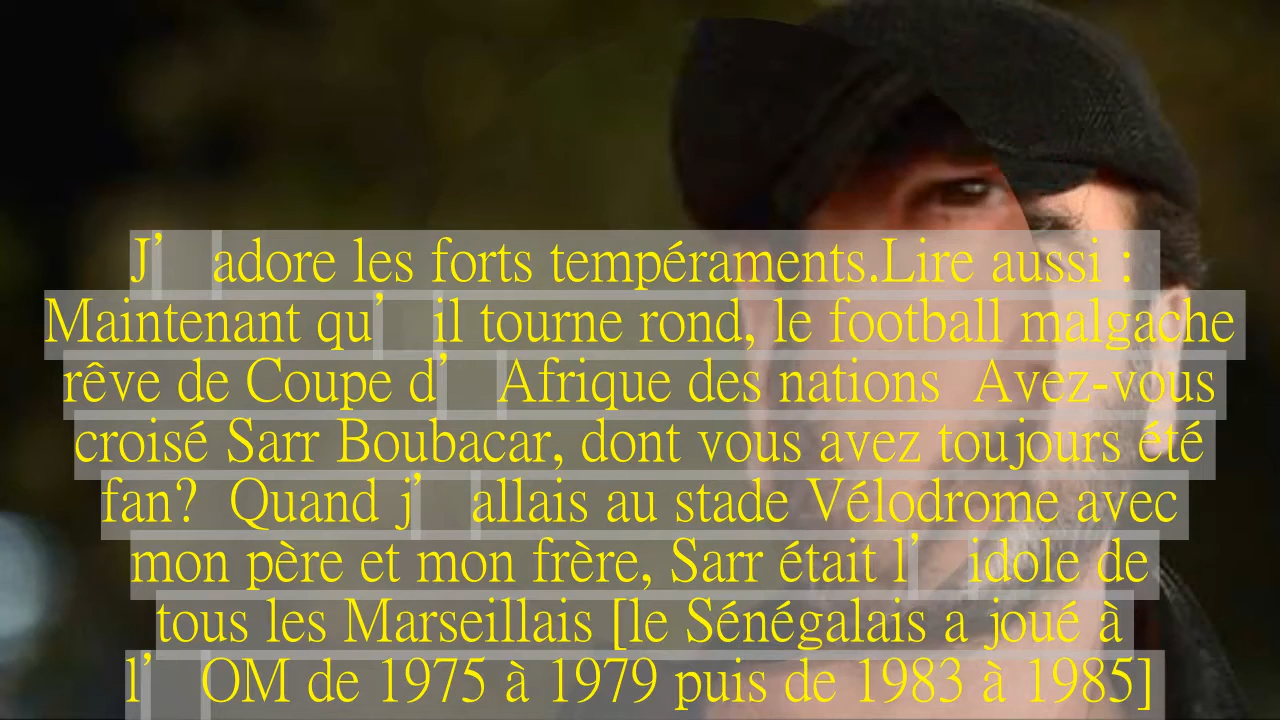 J’adore les forts tempéraments.Lire aussi :
Maintenant qu’il tourne rond, le football malgache
rêve de Coupe d’Afrique des nations  Avez-vous
croisé Sarr Boubacar, dont vous avez toujours été
fan?  Quand j’allais au stade Vélodrome avec
mon père et mon frère, Sarr était l’idole de
tous les Marseillais [le Sénégalais a joué à
l’OM de 1975 à 1979 puis de 1983 à 1985]